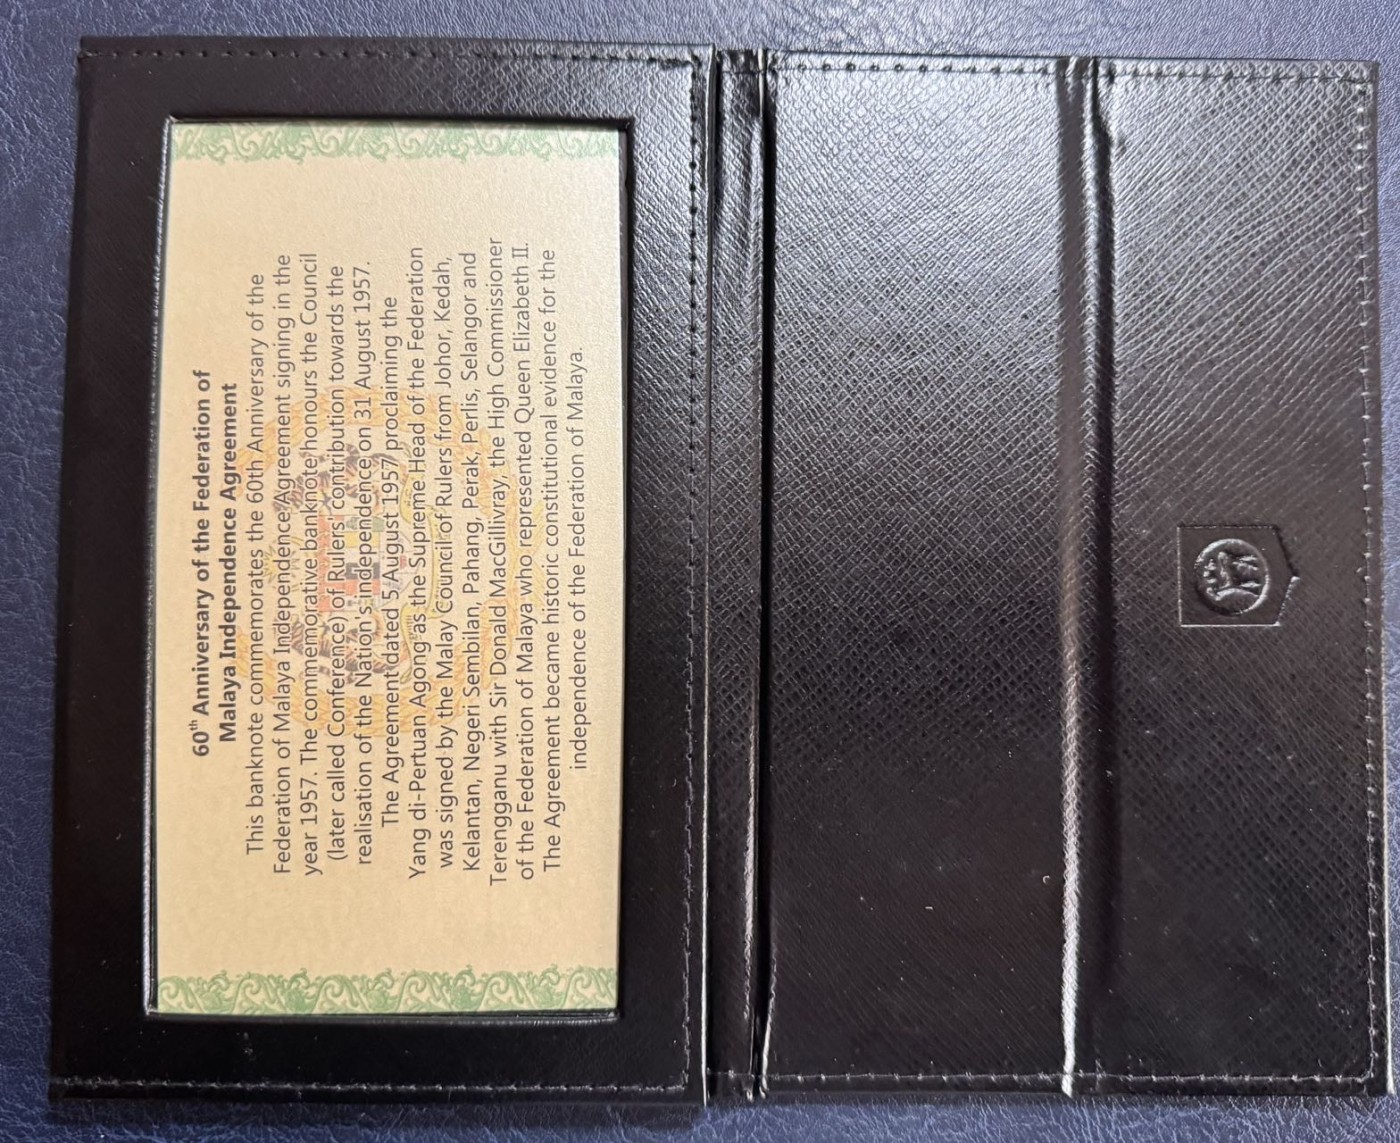 60th Anniversary of the Federation of
Malaya Independence Agreement
This banknote commemorates the 60th Anniversary of the
Federation of Malaya Independence Agreement signing in the
year 1957. The commemorative banknote honours the Council
(later called Conference) of Rulers' contribution towards the
realisation of the Nation's independence on 31 August 1957.
The Agreement (dated 5 August 1957) proclaiming the
Yang di-Pertuan Agong as the Supreme Head of the Federation
was signed by the Malay Council of Rulers from Johor, Kedah,
Kelantan, Negeri Sembilan, Pahang, Perak, Perlis, Selangor and
Terengganu with Sir Donald MacGillivray, the High Commissioner
of the Federation of Malaya who represented Queen Elizabeth II.
The Agreement became historic constitutional evidence for the
independence of the Federation of Malaya.